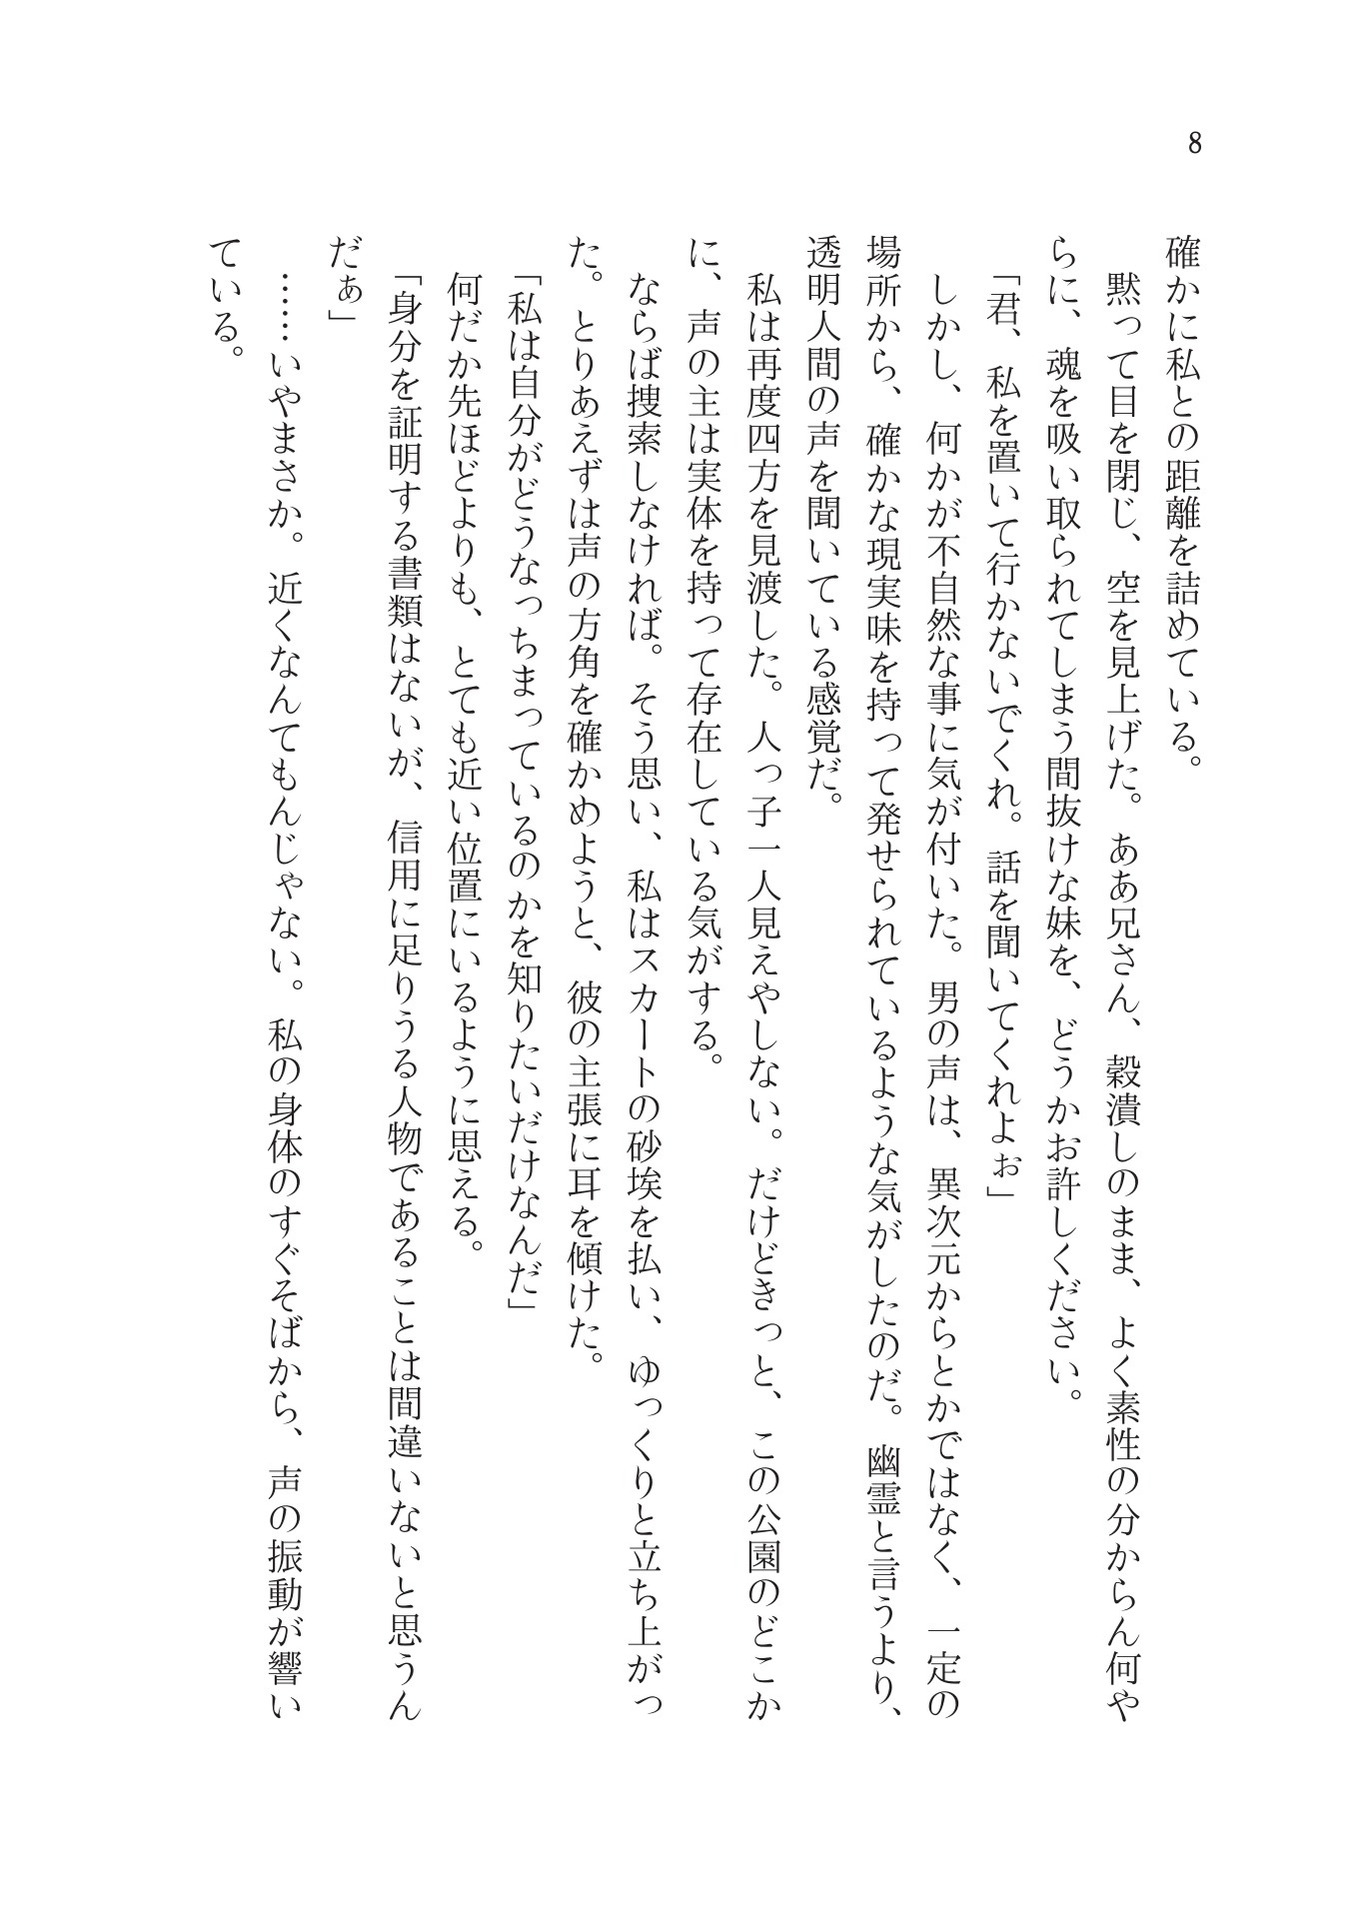 8
確かに私との距離を詰めている。
　黙って目を閉じ、空を見上げた。ああ兄さん、穀潰しのまま、よく素性の分からん何や
らに、魂を吸い取られてしまう間抜けな妹を、どうかお許しください。
「君、私を置いて行かないでくれ。話を聞いてくれよぉ」
　しかし、何かが不自然な事に気が付いた。男の声は、異次元からとかではなく、一定の
場所から、確かな現実味を持って発せられているような気がしたのだ。幽霊と言うより、
透明人間の声を聞いている感覚だ。
　私は再度四方を見渡した。人っ子一人見えやしない。だけどきっと、この公園のどこか
に、声の主は実体を持って存在している気がする。
　ならば捜索しなければ。そう思い、私はスカートの砂埃を払い、ゆっくりと立ち上がっ
た。とりあえずは声の方角を確かめようと、彼の主張に耳を傾けた。
「私は自分がどうなっちまっているのかを知りたいだけなんだ」
　何だか先ほどよりも、とても近い位置にいるように思える。
「身分を証明する書類はないが、信用に足りうる人物であることは間違いないと思うん
だぁ」
　……いやまさか。近くなんてもんじゃない。私の身体のすぐそばから、声の振動が響い
ている。